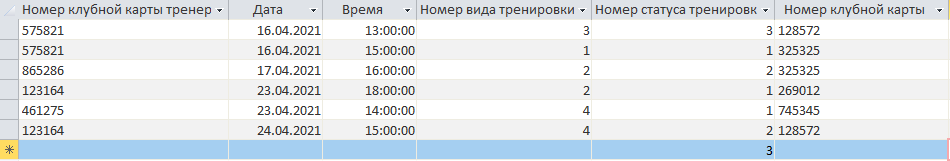 Номер клубной карты тренер Дата Время Номер вида тренировки Номер статуса тренировк Номер клубной карты
575821 16.04.2021 13:00:00 3 3 128572
575821 16.04.2021 15:00:00 1 1 325325
865286 17.04.2021 16:00:00 2 2 325325
123164 23.04.2021 18:00:00 2 1 269012
461275 23.04.2021 14:00:00 4 1 745345
123164 24.04.2021 15:00:00 4 2 128572
3